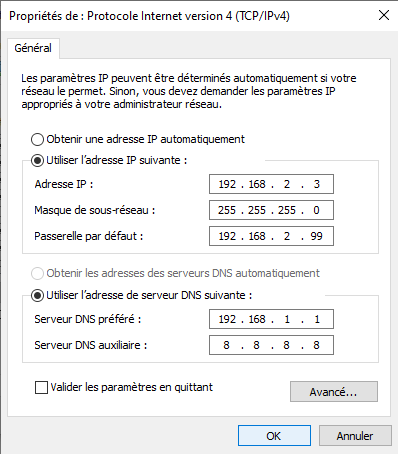 Propriétés de : Protocole Internet version 4 (TCP/IPv4)
Général
Les paramètres IP peuvent être déterminés automatiquement si votre
réseau le permet. Sinon, vous devez demander les paramètres IP
appropriés à votre administrateur réseau.
Obtenir une adresse IP automatiquement
Utiliser l'adresse IP suivante :
Adresse IP : 192 . 168 . 2 . 3
Masque de sous-réseau : 255 . 255 . 255 . 0
Passerelle par défaut : 192 . 168 . 2 . 99
Obtenir les adresses des serveurs DNS automatiquement
Utiliser l'adresse de serveur DNS suivante :
Serveur DNS préféré : 192 . 168 . 1 . 1
Serveur DNS auxiliaire : 8 . 8 . 8 . 8
Valider les paramètres en quittant
Avancé...
OK Annuler